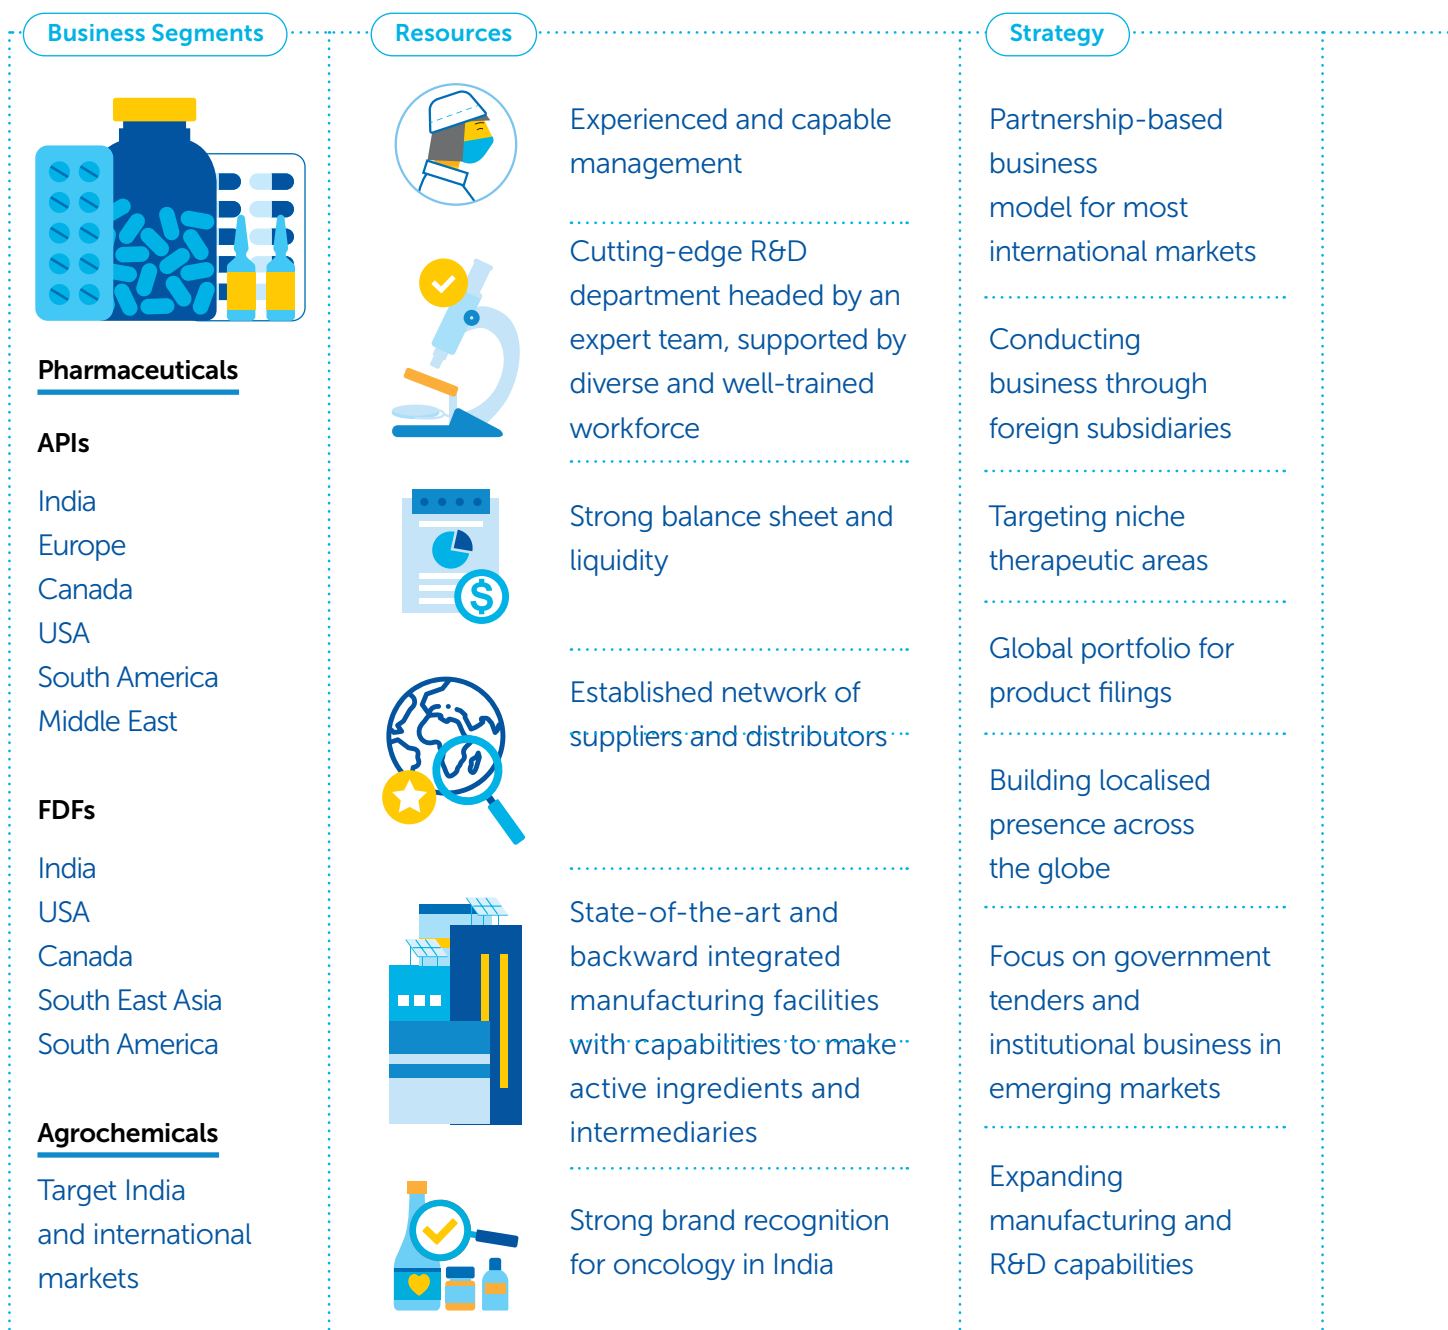 Business Segments
Pharmaceuticals
APIs
India
Europe
Canada
USA
South America
Middle East
FDFs
India
USA
Canada
South East Asia
South America
Agrochemicals
Target India
and international
markets
Resources
Experienced and capable
management
Cutting-edge R&D
department headed by an
expert team, supported by
diverse and well-trained
workforce
Strong balance sheet and
liquidity
$
Established network of
suppliers and distributors
State-of-the-art and
backward integrated
manufacturing facilities
with capabilities to make
active ingredients and
intermediaries
Strong brand recognition
for oncology in India
Strategy
Partnership-based
business
model for most
international markets
Conducting
business through
foreign subsidiaries
Targeting niche
therapeutic areas
Global portfolio for
product filings
Building localised
presence across
the globe
Focus on government
tenders and
institutional business in
emerging markets
Expanding
manufacturing and
R&D capabilities